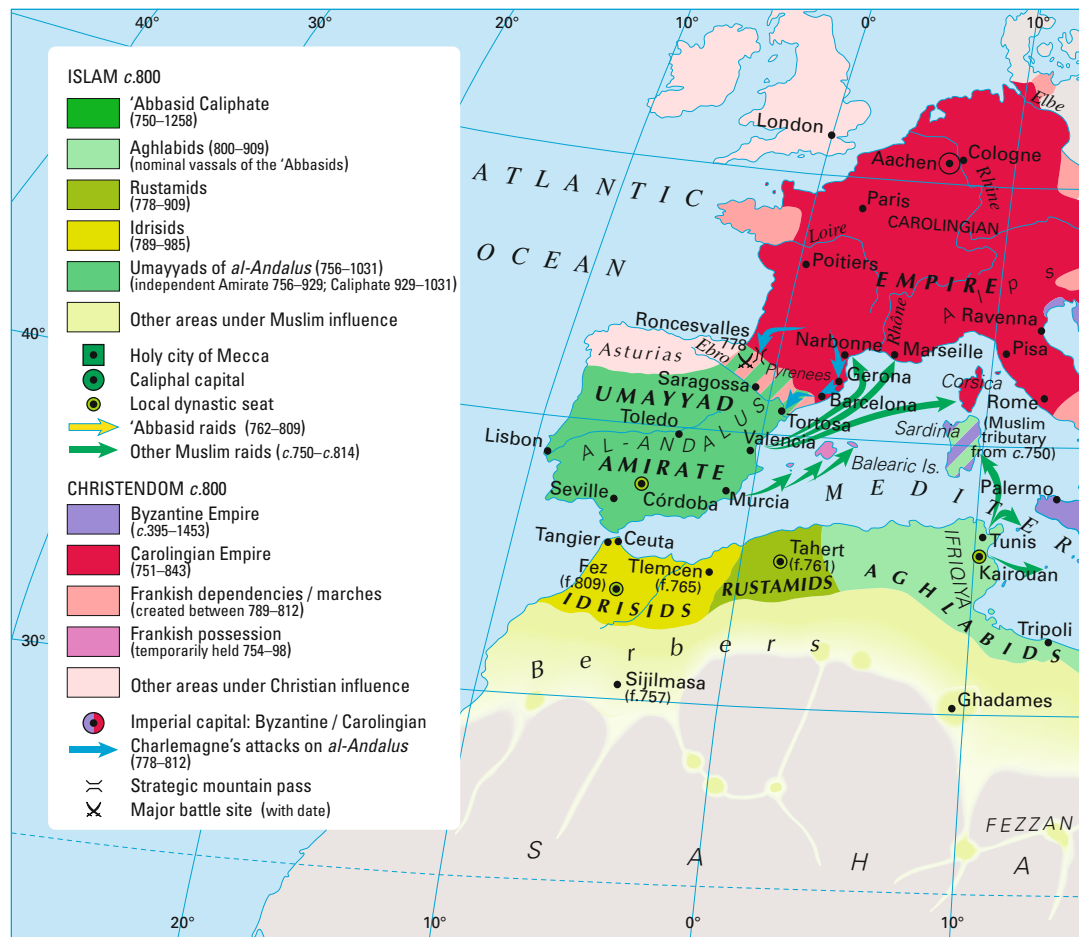 40°
30°
20°
10°
0°
10°
ISLAM c.800
'Abbasid Caliphate
(750–1258)
Aghlabids (800–909)
(nominal vassals of the 'Abbasids)
Rustamids
(778–909)
Idrisids
(789–985)
Umayyads of al-Andalus (756–1031)
(independent Amirate 756–929; Caliphate 929–1031)
Other areas under Muslim influence
Holy city of Mecca
Caliphal capital
Local dynastic seat
'Abbasid raids (762–809)
Other Muslim raids (c.750–c.814)
CHRISTENDOM c.800
Byzantine Empire
(c.395–1453)
Carolingian Empire
(751–843)
Frankish dependencies / marches
(created between 789–812)
Frankish possession
(temporarily held 754–98)
Other areas under Christian influence
Imperial capital: Byzantine / Carolingian
Charlemagne's attacks on al-Andalus
(778–812)
Strategic mountain pass
Major battle site (with date)
40°
30°
ATLANTIC
OCEAN
London
Elbe
Aachen
Cologne
Rhine
Paris
CAROLINGIAN
Loire
Poitiers
EMPIRE
Alps
Rhône
Ravenna
Roncesvalles
778
Narbonne
Marseille
Pisa
Asturias
Ebro
Pyrenees
Gerona
Corsica
Saragossa
Barcelona
Rome
(Muslim
tributary
from c.750)
UMAYYAD
Tortosa
Sardinia
Toledo
AL-ANDALUS
Valencia
Lisbon
AMIRATE
Balearic Is.
Seville
Córdoba
Murcia
MEDITER
Palermo
Tangier
Ceuta
Tunis
Fez
(f.809)
Tlemcen
(f.765)
Tahert
(f.761)
IFRIQIYA
Kairouan
IDRISIDS
RUSTAMIDS
AGHLABIDS
Tripoli
Berbers
Sijilmasa
(f.757)
Ghadames
FEZZAN
SAHA
20°
10°
0°
10°